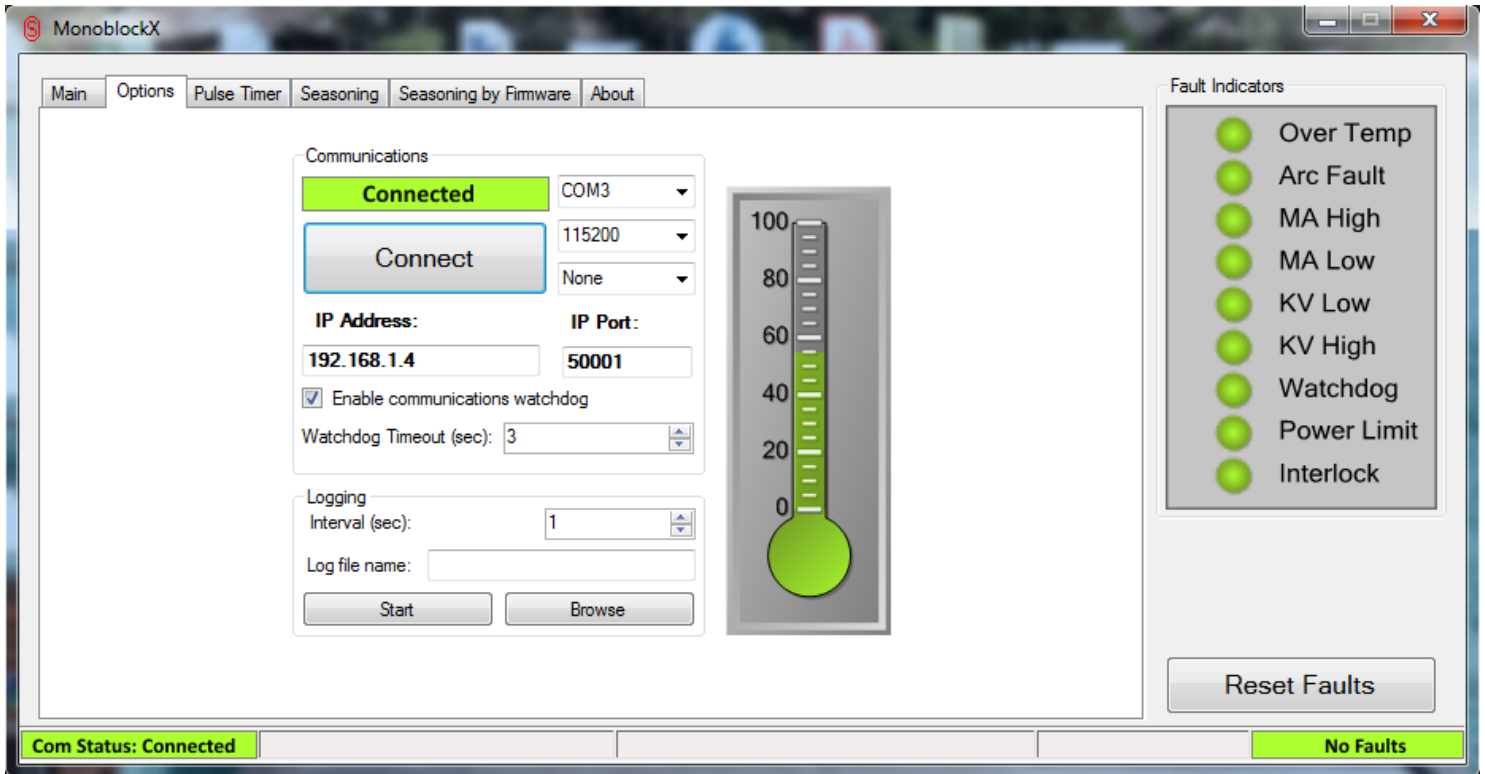 MonoblockX
Main Options Pulse Timer Seasoning Seasoning by Firmware About
Communications
Connected COM3
Connect 115200
None
IP Address: IP Port:
192.168.1.4 50001
Enable communications watchdog
Watchdog Timeout (sec): 3
Logging
Interval (sec): 1
Log file name:
Start Browse
100
80
60
40
20
0
Fault Indicators
Over Temp
Arc Fault
MA High
MA Low
KV Low
KV High
Watchdog
Power Limit
Interlock
Reset Faults
Com Status: Connected No Faults